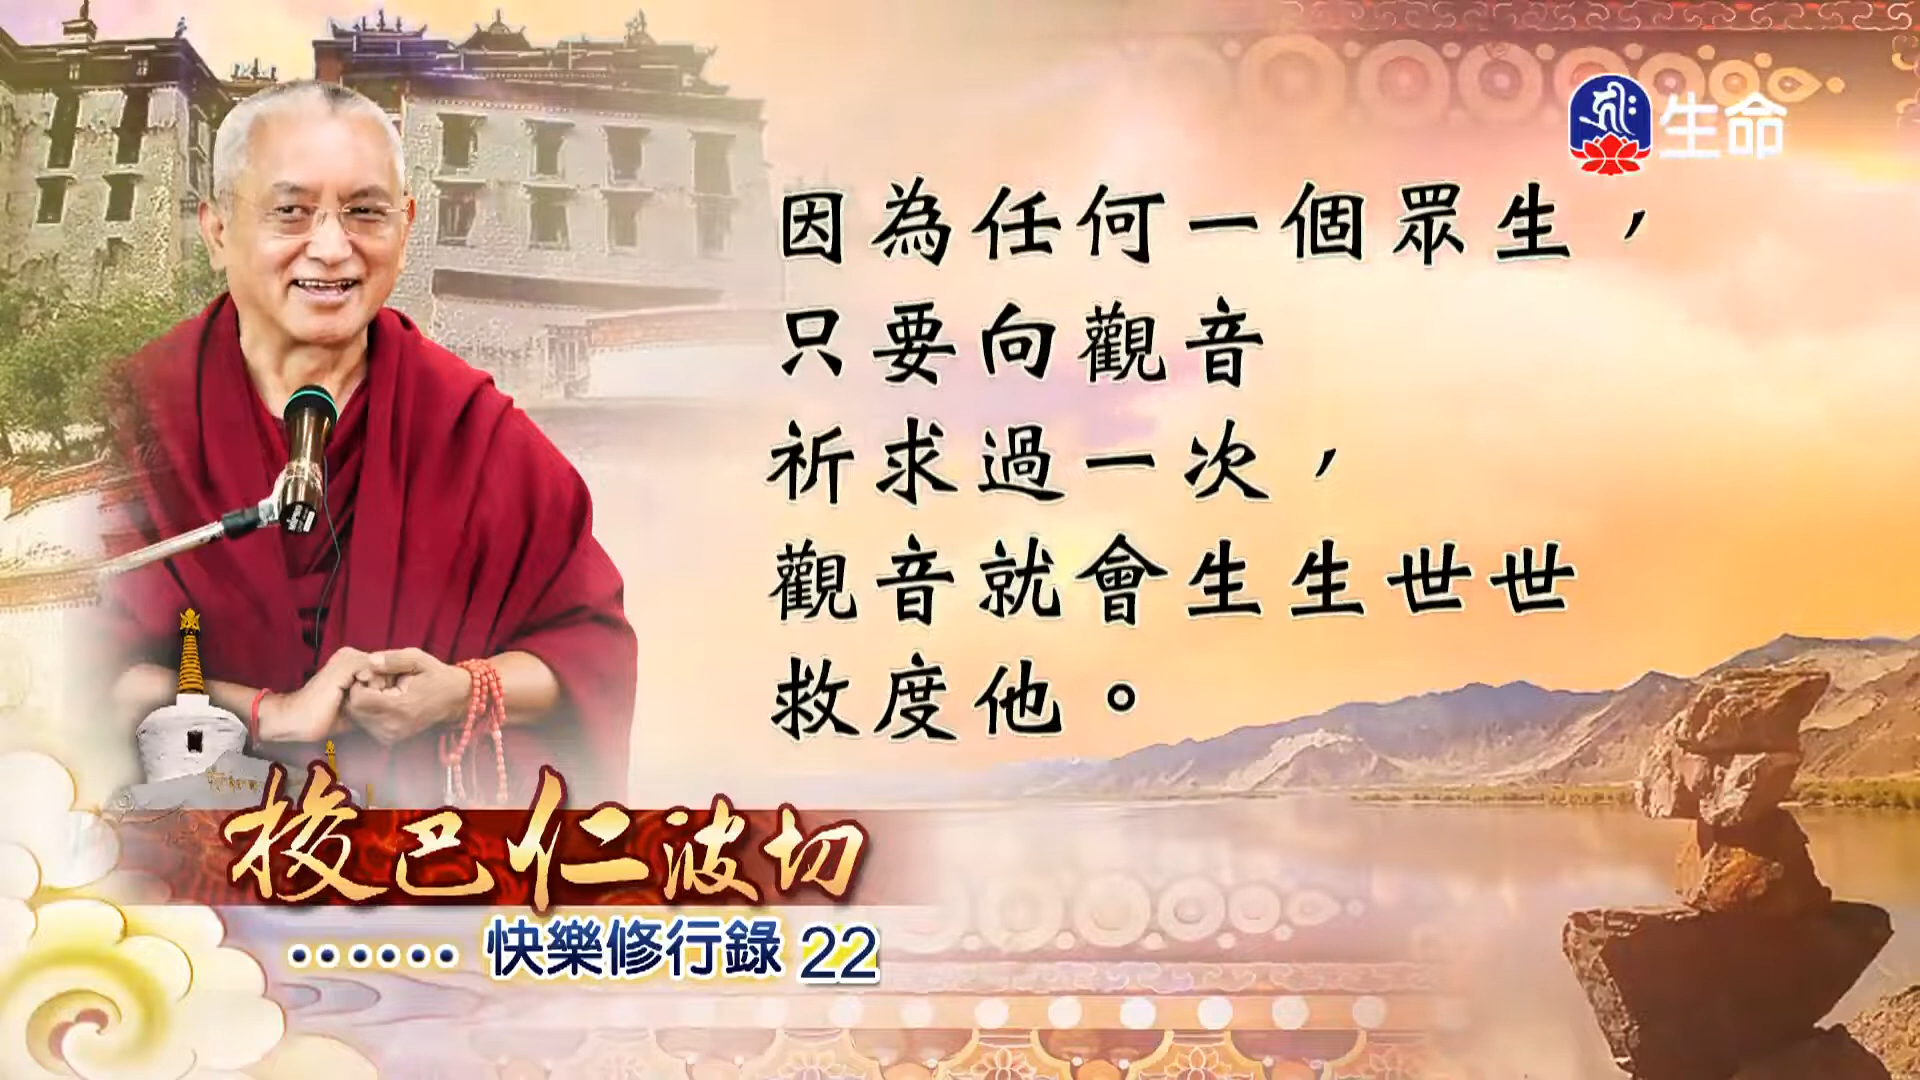 生命
因為任何一個眾生，
只要向觀音
祈求過一次，
觀音就會生生世世
救度他。
梭巴仁波切
……快樂修行錄 22